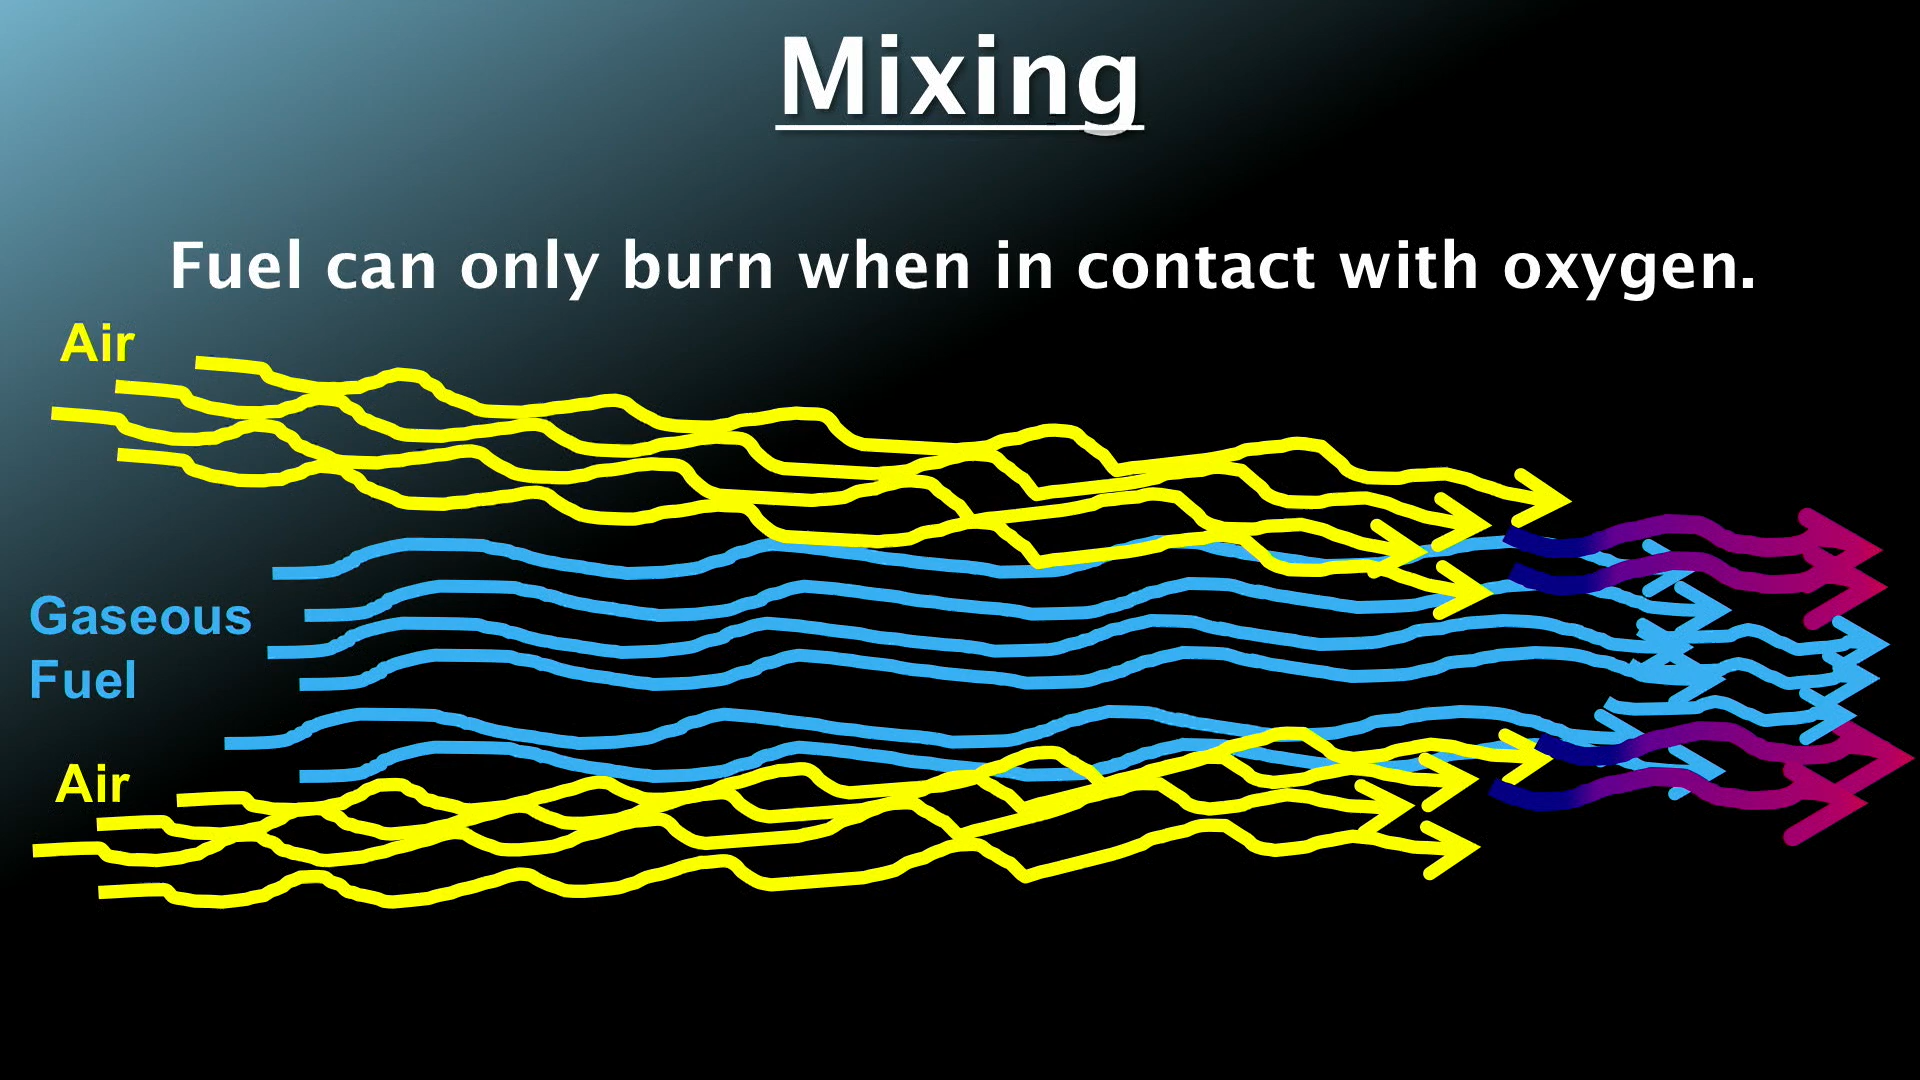 Mixing
Fuel can only burn when in contact with oxygen.
Air
Gaseous
Fuel
Air